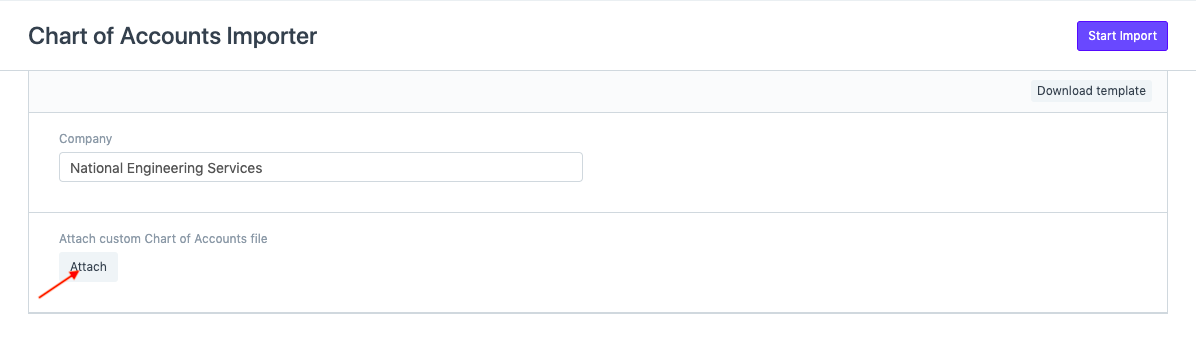 Chart of Accounts Importer
Start Import
Download template
Company
National Engineering Services
Attach custom Chart of Accounts file
Attach